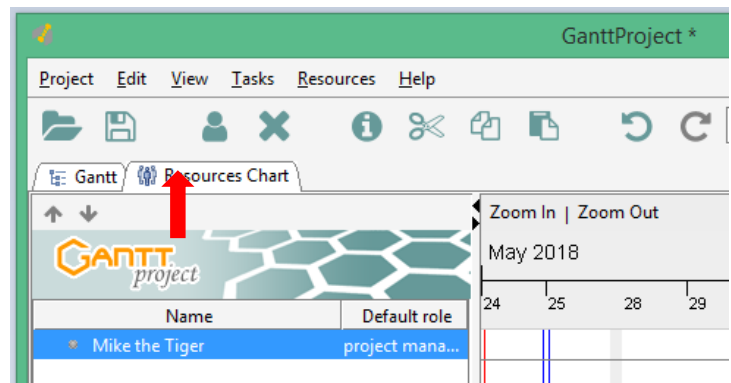 GanttProject *
Project Edit View Tasks Resources Help
Gantt Resources Chart
Zoom In | Zoom Out
GANTT
project
May 2018
24 25 28 29
Name Default role
Mike the Tiger project mana...